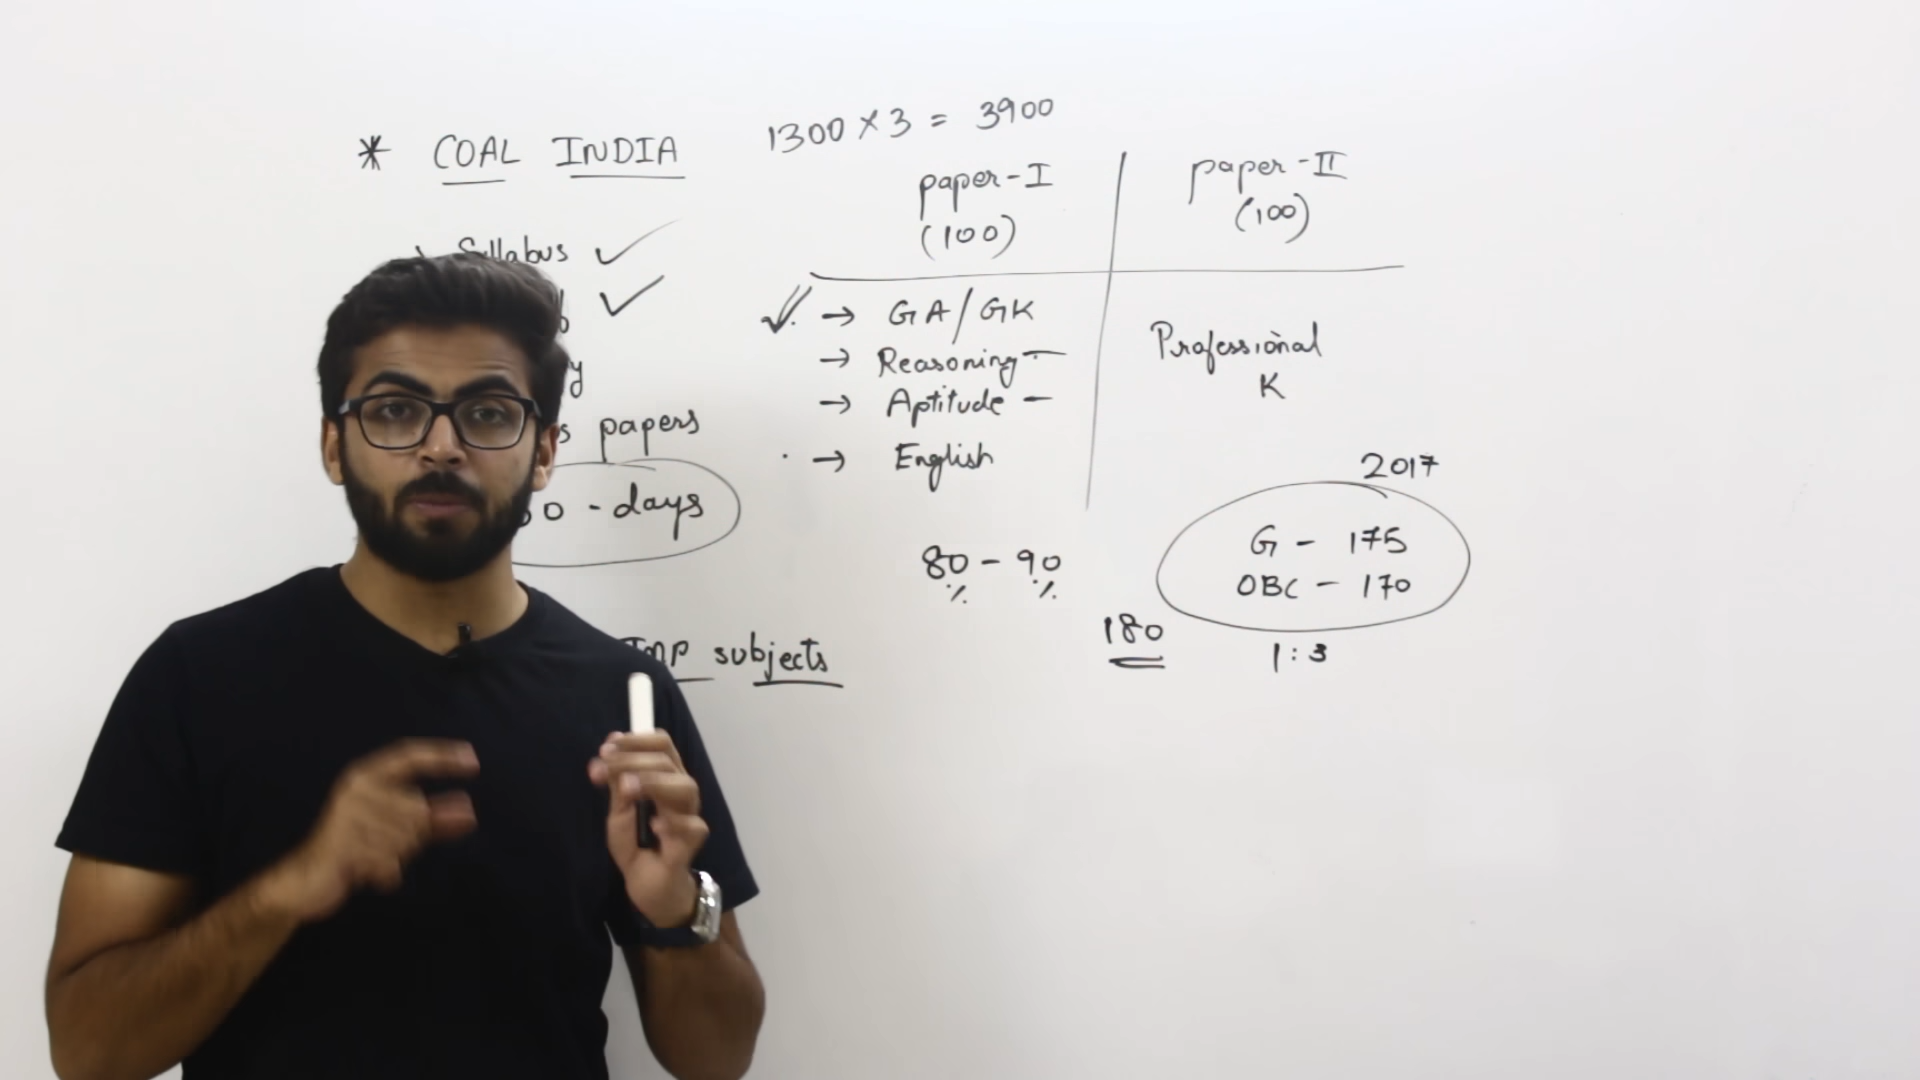 * COAL INDIA
1300 × 3 = 3900
Syllabus ✓
✓
papers
- days
IMP subjects
paper-I
(100)
✓ → GA/GK
→ Reasoning -
→ Aptitude -
→ English
80 - 90
% %
paper-II
(100)
Professional
K
2017
G - 175
OBC - 170
180
1:3